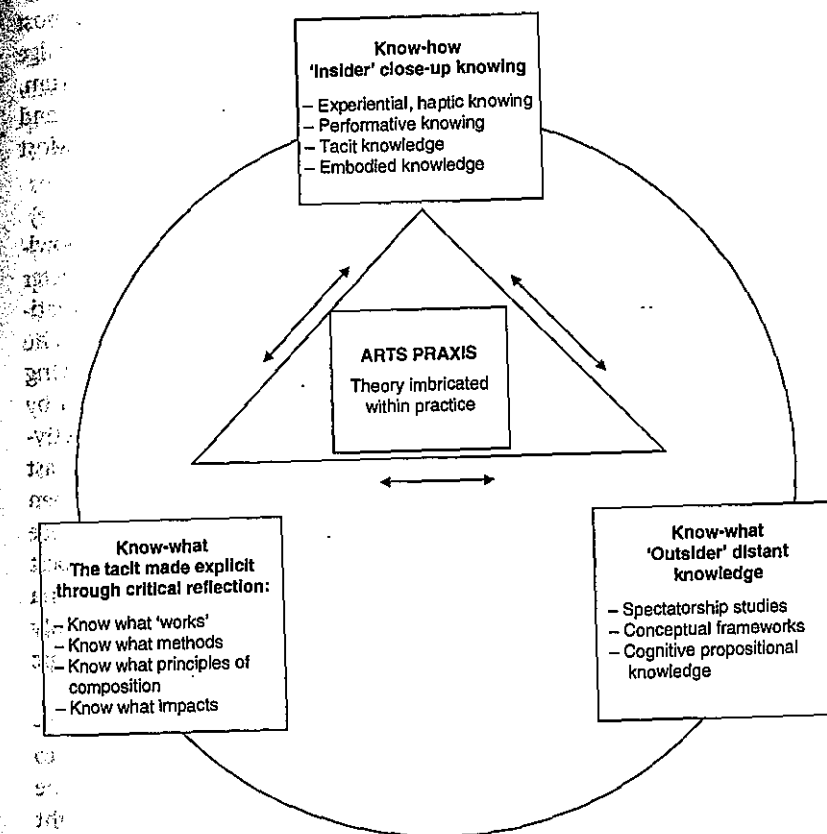 Know-how
'Insider' close-up knowing
– Experiential, haptic knowing
– Performative knowing
– Tacit knowledge
– Embodied knowledge
ARTS PRAXIS
Theory imbricated
within practice
Know-what
The tacit made explicit
through critical reflection:
– Know what 'works'
– Know what methods
– Know what principles of
composition
– Know what impacts
Know-what
'Outsider' distant
knowledge
– Spectatorship studies
– Conceptual frameworks
– Cognitive propositional
knowledge